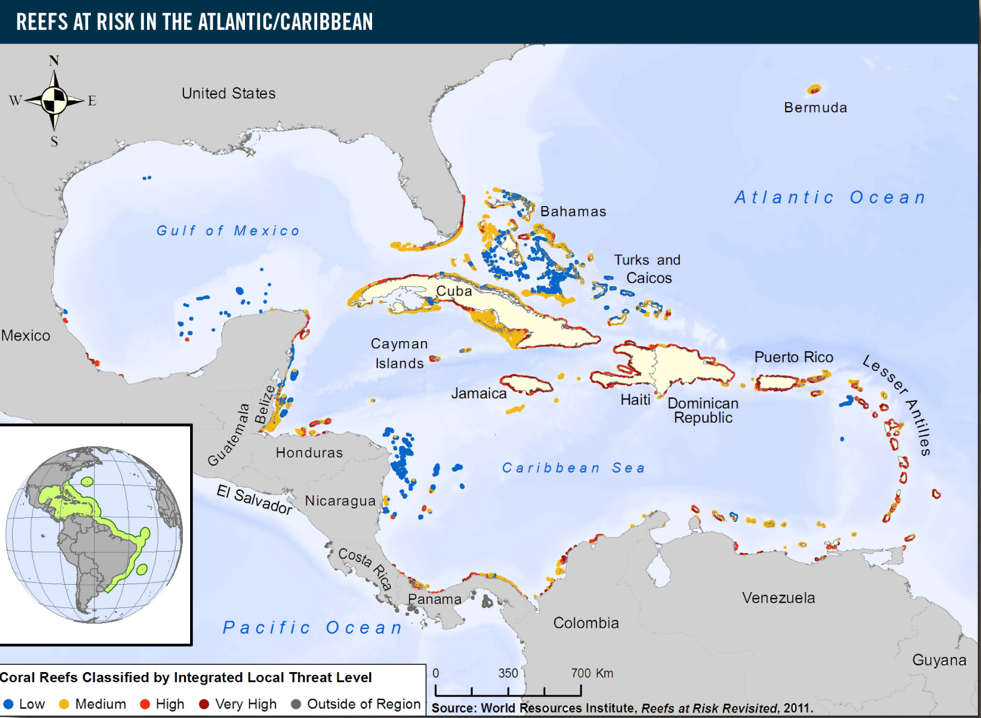 REEFS AT RISK IN THE ATLANTIC/CARIBBEAN
N
W
E
S
United States
Bermuda
Atlantic Ocean
Bahamas
Gulf of Mexico
Turks and
Caicos
Cuba
Mexico
Cayman
Islands
Puerto Rico
Lesser Antilles
Jamaica
Haiti
Dominican
Republic
Belize
Guatemala
Honduras
Caribbean Sea
El Salvador
Nicaragua
Costa Rica
Panama
Venezuela
Colombia
Pacific Ocean
Guyana
Coral Reefs Classified by Integrated Local Threat Level
Low
Medium
High
Very High
Outside of Region
0 350 700 Km
Source: World Resources Institute, Reefs at Risk Revisited, 2011.